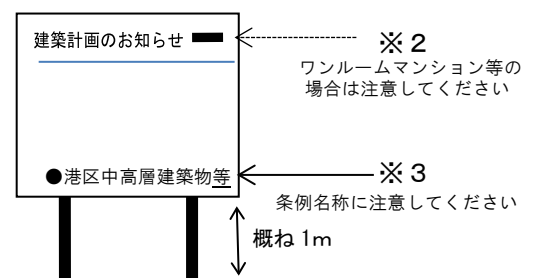 建築計画のお知らせ
※2
ワンルームマンション等の
場合は注意してください
●港区中高層建築物等
※3
条例名称に注意してください
概ね1m